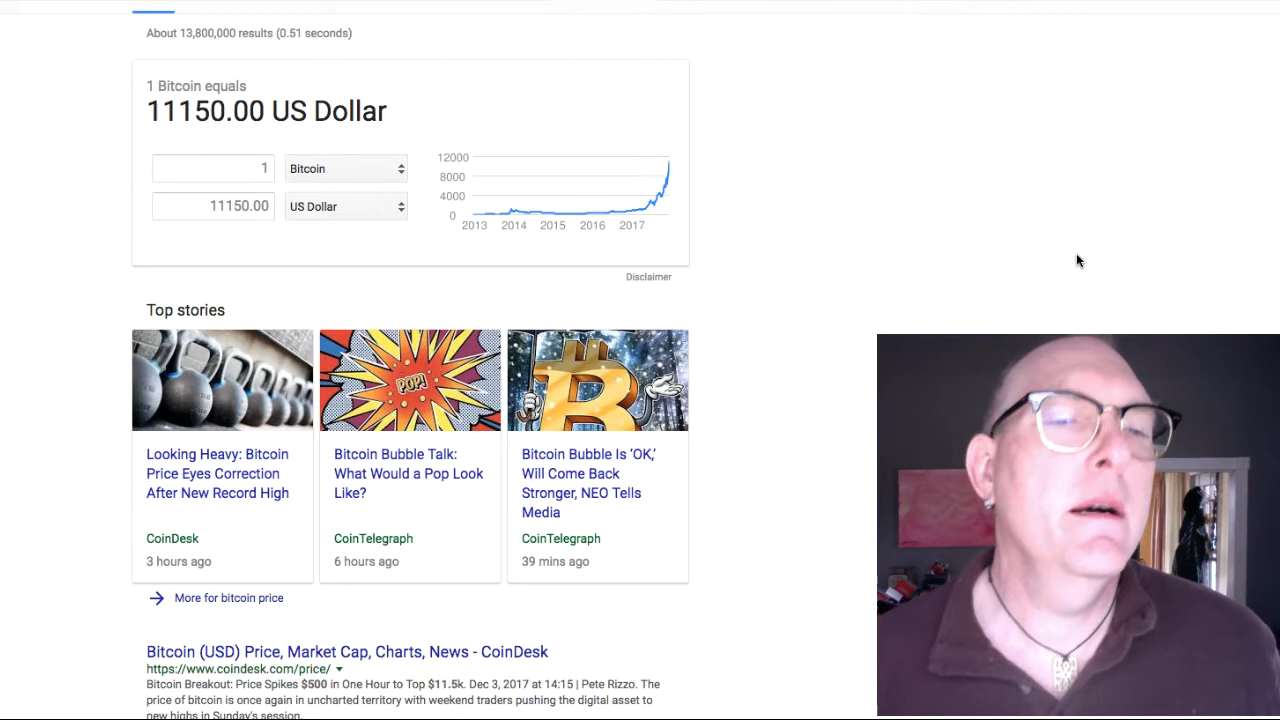 About 13,800,000 results (0.51 seconds)
1 Bitcoin equals
11150.00 US Dollar
1 Bitcoin
11150.00 US Dollar
12000
8000
4000
0
2013 2014 2015 2016 2017
Disclaimer
Top stories
POP!
Looking Heavy: Bitcoin
Price Eyes Correction
After New Record High
CoinDesk
3 hours ago
Bitcoin Bubble Talk:
What Would a Pop Look
Like?
CoinTelegraph
6 hours ago
Bitcoin Bubble Is ‘OK,’
Will Come Back
Stronger, NEO Tells
Media
CoinTelegraph
39 mins ago
More for bitcoin price
Bitcoin (USD) Price, Market Cap, Charts, News - CoinDesk
https://www.coindesk.com/price/
Bitcoin Breakout: Price Spikes $500 in One Hour to Top $11.5k. Dec 3, 2017 at 14:15 | Pete Rizzo. The
price of bitcoin is once again in uncharted territory with weekend traders pushing the digital asset to
new highs in Sunday's session.